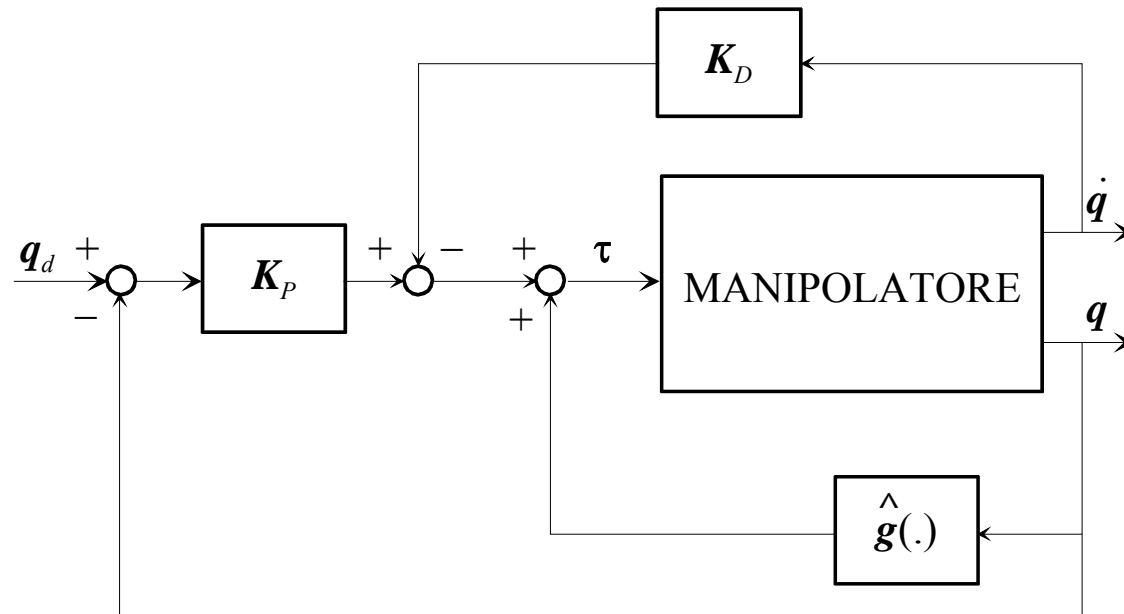 K_D
q̇
q_d
+
−
K_P
+
−
+
+
τ
MANIPOLATORE
q
ĝ(.)